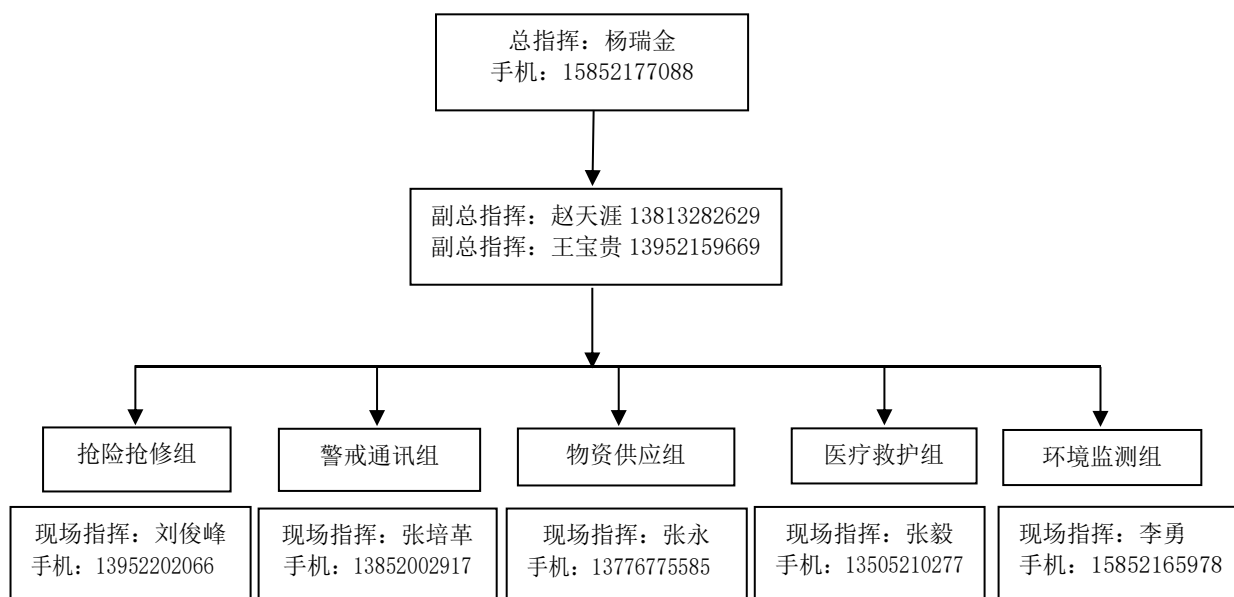 总指挥：杨瑞金
手机：15852177088
副总指挥：赵天涯 13813282629
副总指挥：王宝贵 13952159669
抢险抢修组
警戒通讯组
物资供应组
医疗救护组
环境监测组
现场指挥：刘俊峰
手机：13952202066
现场指挥：张培革
手机：13852002917
现场指挥：张永
手机：13776775585
现场指挥：张毅
手机：13505210277
现场指挥：李勇
手机：15852165978